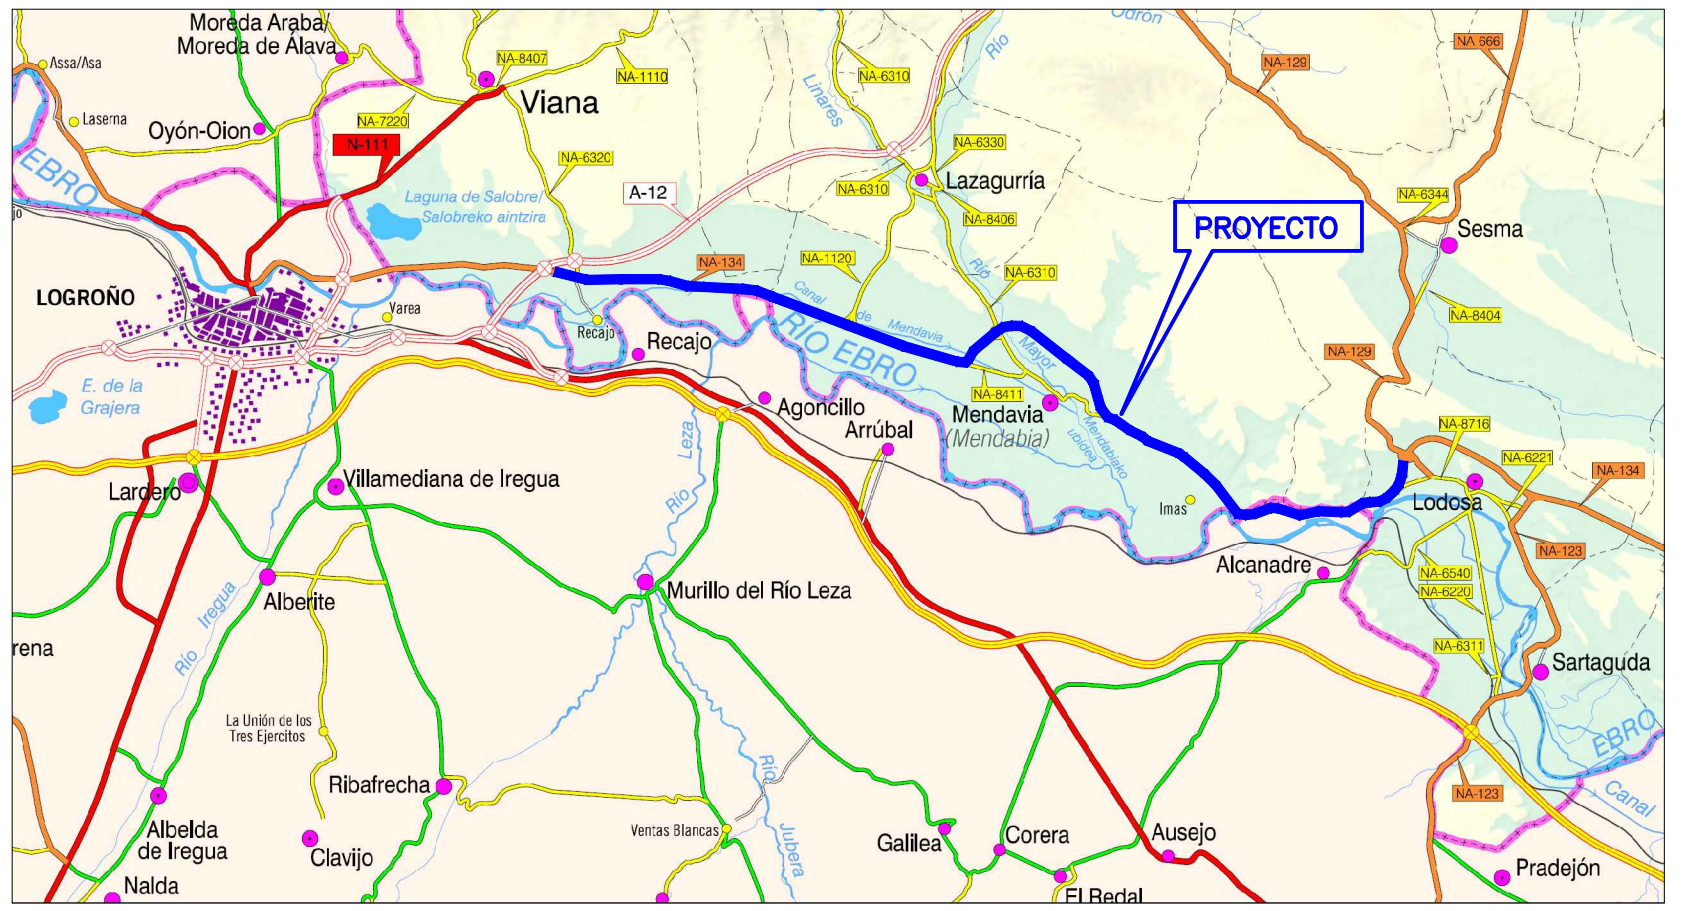 Moreda Araba/
Moreda de Álava
Assa/Asa
Laserna
Oyón-Oion
NA-7220
N-111
NA-8407
Viana
NA-1110
NA-6320
NA-6310
Linares
Río
Odrón
NA-129
NA-666
EBRO
jo
Laguna de Salobre/
Salobreko aintzira
A-12
NA-6310
NA-6330
Lazagurría
NA-8406
NA-6344
Sesma
PROYECTO
NA-134
NA-1120
Río
NA-6310
NA-8404
LOGROÑO
Varea
Recajo
Recajo
Canal
de
Mendavia
RÍO EBRO
Mayor
NA-129
E. de la
Grajera
Agoncillo
Arrúbal
NA-8411
Mendavia
(Mendabia)
Mendabiako
ubidea
NA-8716
NA-6221
NA-134
Lodosa
Leza
Río
Lardero
Villamediana de Iregua
Imas
NA-123
Alcanadre
NA-6540
NA-6220
Iregua
Río
Alberite
Murillo del Río Leza
rena
NA-6311
Sartaguda
La Unión de los
Tres Ejercitos
EBRO
Canal
Río
Jubera
Ribafrecha
NA-123
Albelda
de Iregua
Clavijo
Ventas Blancas
Galilea
Corera
Ausejo
Pradejón
Nalda
El Redal